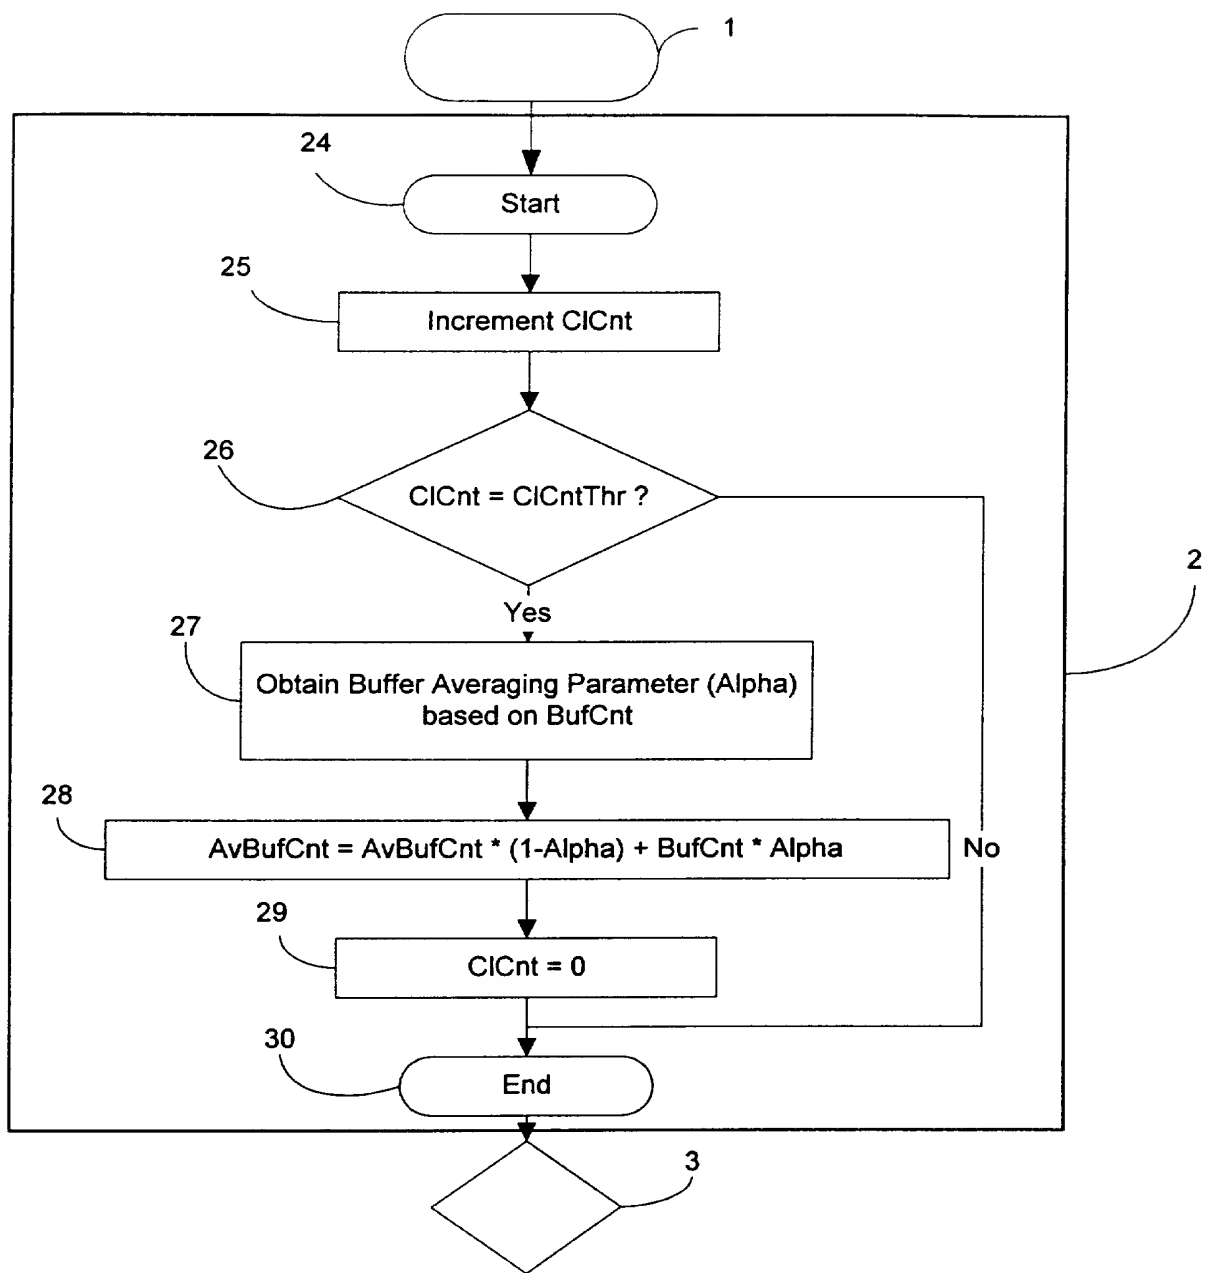 1
24
Start
25
Increment ClCnt
26
ClCnt = ClCntThr ?
2
Yes
27
Obtain Buffer Averaging Parameter (Alpha)
based on BufCnt
28
AvBufCnt = AvBufCnt * (1-Alpha) + BufCnt * Alpha
No
29
ClCnt = 0
30
End
3